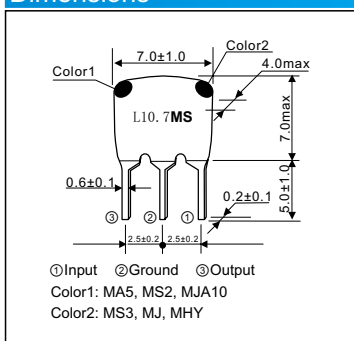 Dimensions
7.0±1.0
Color2
Color1
4.0max
L10.7MS
7.0max
0.6±0.1
0.2±0.1
5.0±1.0
③ ② ①
2.5±0.2 2.5±0.2
①Input ②Ground ③Output
Color1: MA5, MS2, MJA10
Color2: MS3, MJ, MHY